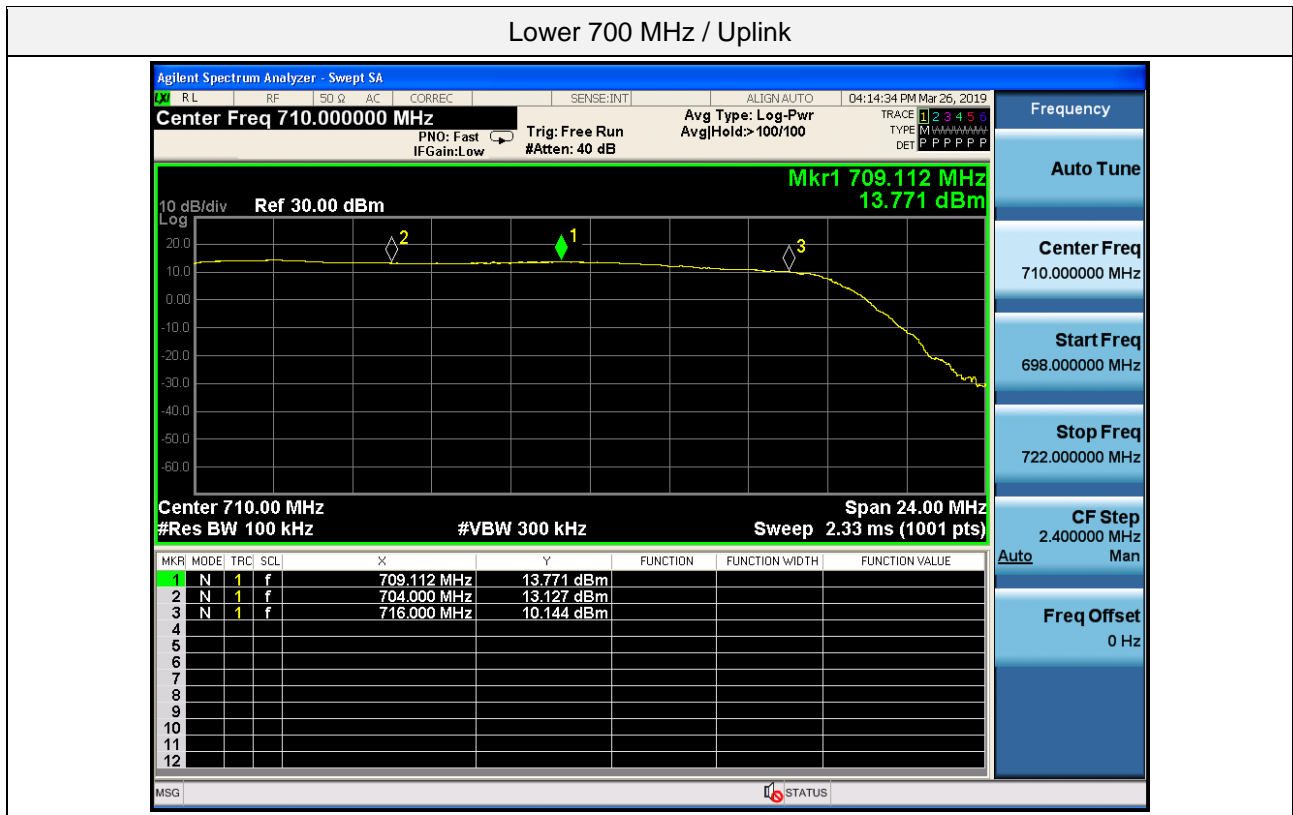 Lower 700 MHz / Uplink
Agilent Spectrum Analyzer - Swept SA
LXI RL RF 50 Ω AC CORREC SENSE:INT ALIGN AUTO 04:14:34 PM Mar 26, 2019
Center Freq 710.000000 MHz
PNO: Fast
IFGain:Low
Trig: Free Run
#Atten: 40 dB
Avg Type: Log-Pwr
Avg|Hold:>100/100
TRACE 1 2 3 4 5 6
TYPE M WWWWW
DET P P P P P P
Mkr1 709.112 MHz
13.771 dBm
10 dB/div Ref 30.00 dBm
Log
20.0
10.0
0.00
-10.0
-20.0
-30.0
-40.0
-50.0
-60.0
2
1
3
Center 710.00 MHz Span 24.00 MHz
#Res BW 100 kHz #VBW 300 kHz Sweep 2.33 ms (1001 pts)
MKR MODE TRC SCL X Y FUNCTION FUNCTION WIDTH FUNCTION VALUE
1 N 1 f 709.112 MHz 13.771 dBm
2 N 1 f 704.000 MHz 13.127 dBm
3 N 1 f 716.000 MHz 10.144 dBm
4
5
6
7
8
9
10
11
12
MSG STATUS
Frequency
Auto Tune
Center Freq
710.000000 MHz
Start Freq
698.000000 MHz
Stop Freq
722.000000 MHz
CF Step
2.400000 MHz
Auto Man
Freq Offset
0 Hz